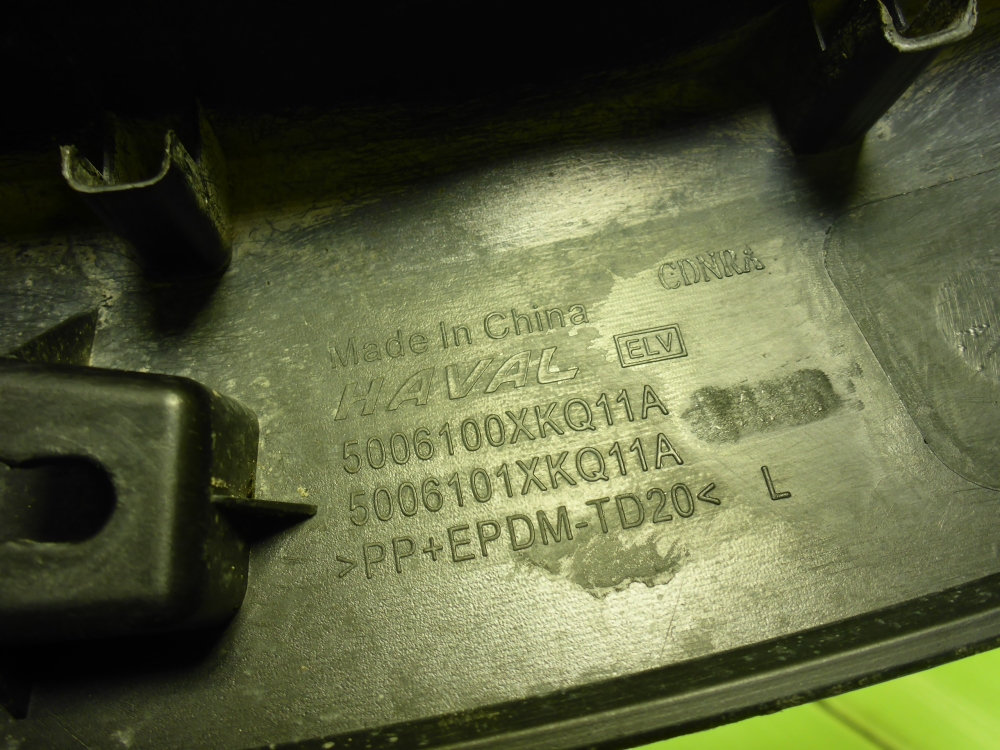 CDNRA
Made In China
HAVAL ELV
5006100XKQ11A
5006101XKQ11A
>PP+EPDM-TD20< L